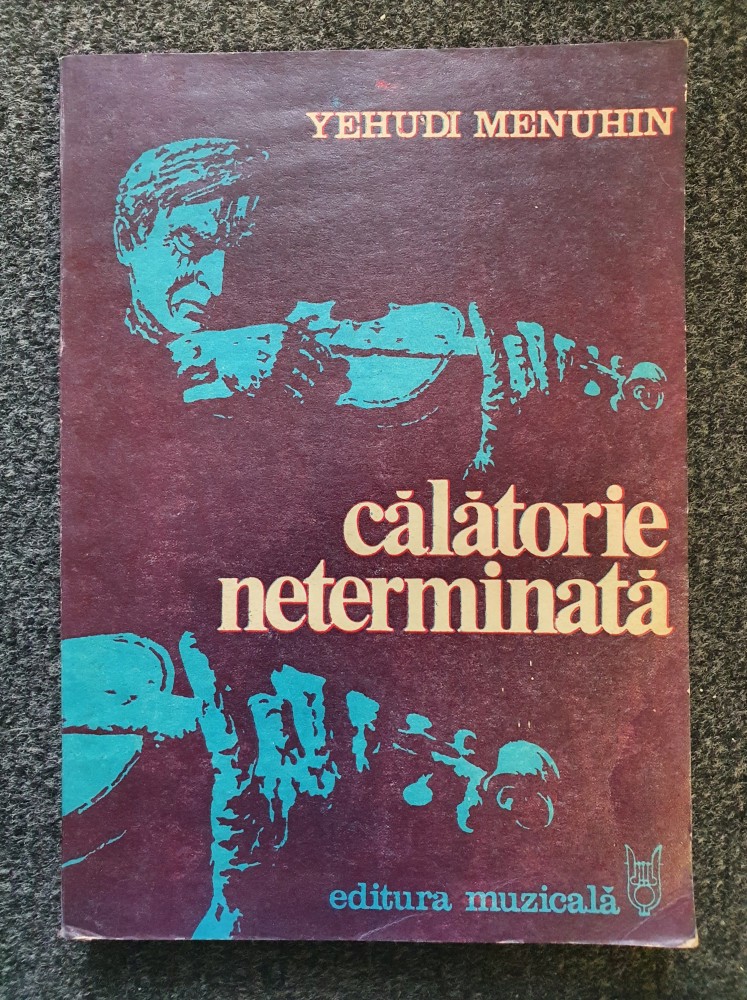 YEHUDI MENUHIN
călătorie
neterminată
editura muzicală